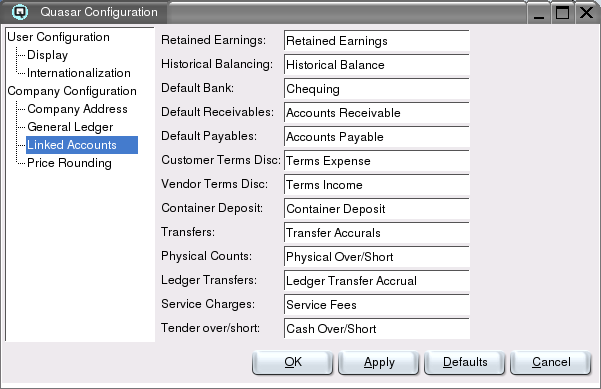 Quasar Configuration
User Configuration
Display
Internationalization
Company Configuration
Company Address
General Ledger
Linked Accounts
Price Rounding
Retained Earnings: Retained Earnings
Historical Balancing: Historical Balance
Default Bank: Chequing
Default Receivables: Accounts Receivable
Default Payables: Accounts Payable
Customer Terms Disc: Terms Expense
Vendor Terms Disc: Terms Income
Container Deposit: Container Deposit
Transfers: Transfer Accurals
Physical Counts: Physical Over/Short
Ledger Transfers: Ledger Transfer Accrual
Service Charges: Service Fees
Tender over/short: Cash Over/Short
OK Apply Defaults Cancel